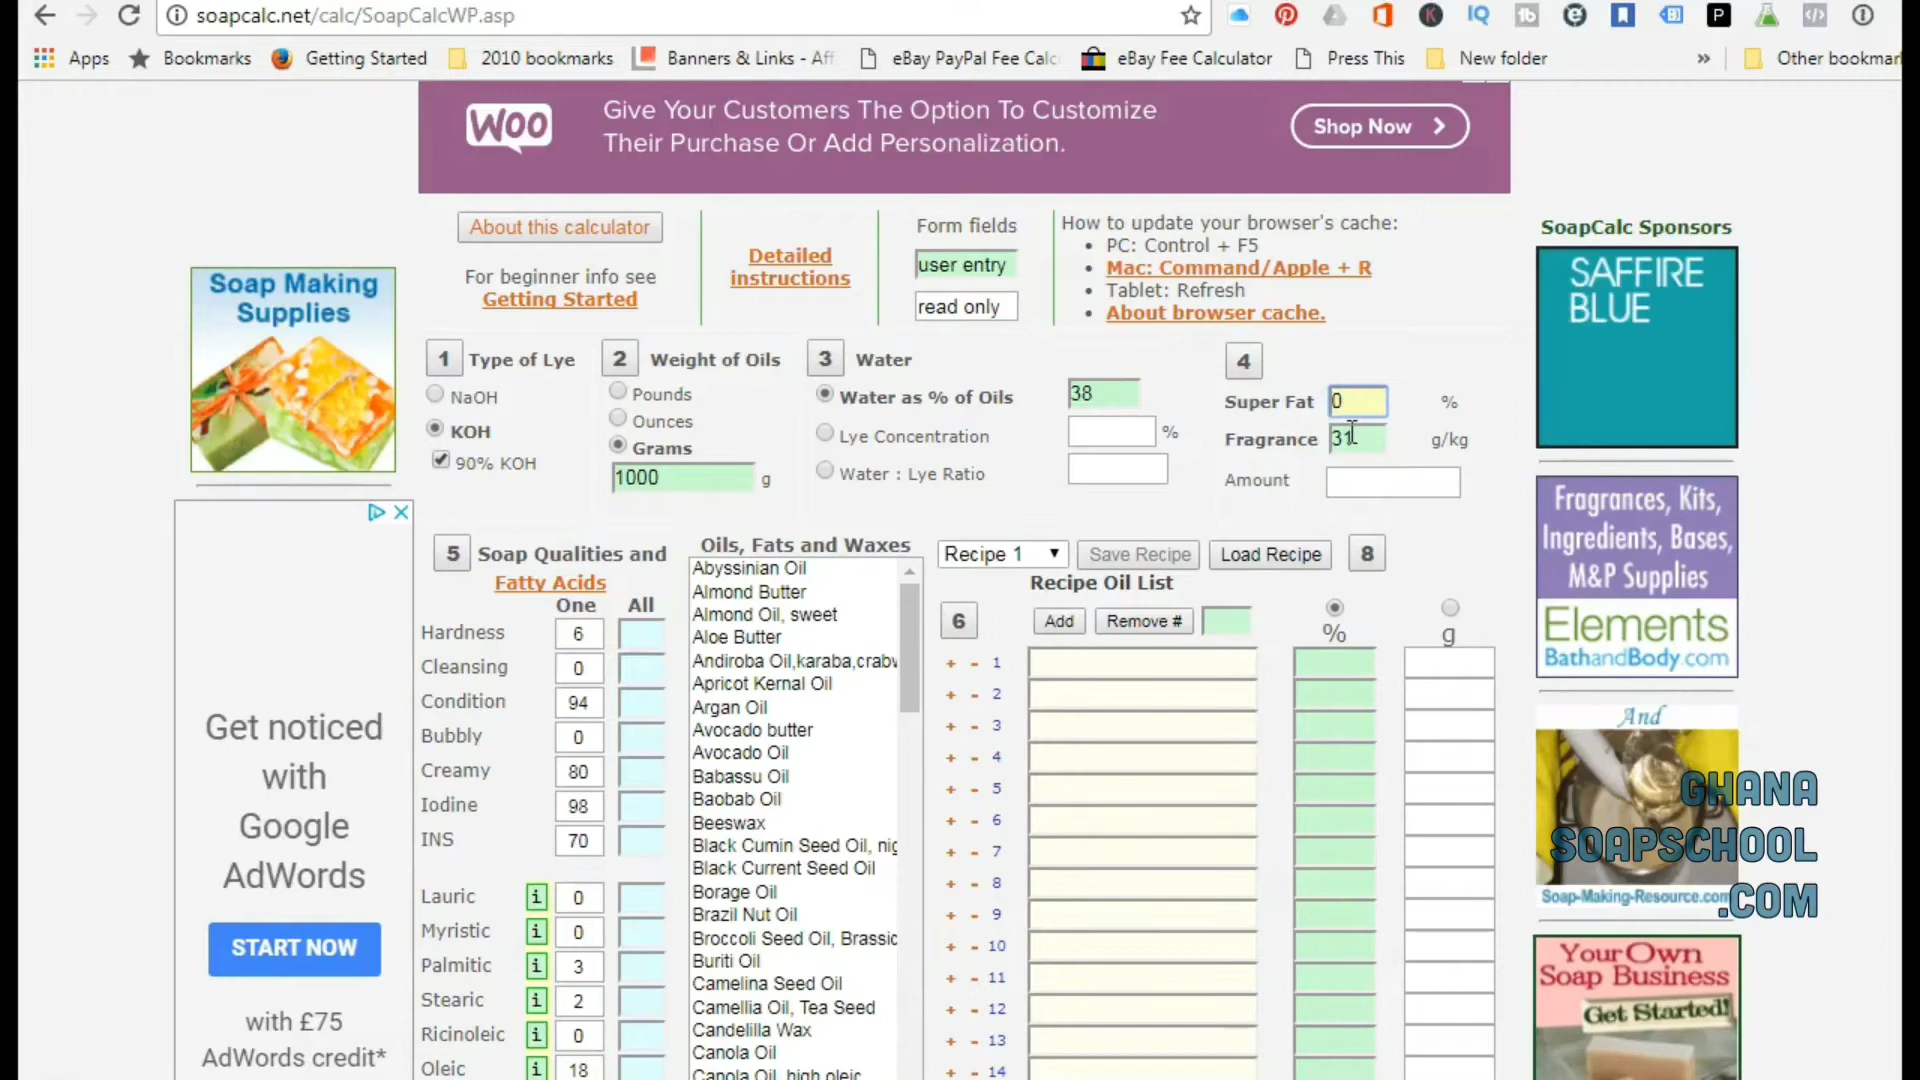 soapcalc.net/calc/SoapCalcWP.asp
Apps
Bookmarks
Getting Started
2010 bookmarks
Banners & Links - Aff
eBay PayPal Fee Calc
eBay Fee Calculator
Press This
New folder
»
Other bookmar
WOO
Give Your Customers The Option To Customize
Their Purchase Or Add Personalization.
Shop Now
About this calculator
For beginner info see
Getting Started
Detailed
instructions
Form fields
user entry
read only
How to update your browser's cache:
• PC: Control + F5
• Mac: Command/Apple + R
• Tablet: Refresh
• About browser cache.
Soap Making
Supplies
1 Type of Lye
NaOH
KOH
90% KOH
2 Weight of Oils
Pounds
Ounces
Grams
1000 g
3 Water
Water as % of Oils 38
Lye Concentration %
Water : Lye Ratio
4
Super Fat 0 %
Fragrance 31 g/kg
Amount
5 Soap Qualities and
Fatty Acids
One All
Hardness 6
Cleansing 0
Condition 94
Bubbly 0
Creamy 80
Iodine 98
INS 70
Lauric i 0
Myristic i 0
Palmitic i 3
Stearic i 2
Ricinoleic i 0
Oleic i 18
Oils, Fats and Waxes
Abyssinian Oil
Almond Butter
Almond Oil, sweet
Aloe Butter
Andiroba Oil,karaba,crabw
Apricot Kernal Oil
Argan Oil
Avocado butter
Avocado Oil
Babassu Oil
Baobab Oil
Beeswax
Black Cumin Seed Oil, nig
Black Current Seed Oil
Borage Oil
Brazil Nut Oil
Broccoli Seed Oil, Brassic
Buriti Oil
Camelina Seed Oil
Camellia Oil, Tea Seed
Candelilla Wax
Canola Oil
Canola Oil, high oleic
Recipe 1
Save Recipe
Load Recipe
8
Recipe Oil List
6
Add
Remove #
%
g
+ - 1
+ - 2
+ - 3
+ - 4
+ - 5
+ - 6
+ - 7
+ - 8
+ - 9
+ - 10
+ - 11
+ - 12
+ - 13
+ - 14
Get noticed
with
Google
AdWords
START NOW
with £75
AdWords credit*
SoapCalc Sponsors
SAFFIRE
BLUE
Fragrances, Kits,
Ingredients, Bases,
M&P Supplies
Elements
BathandBody.com
And
Soap-Making-Resource.com
GHANA
SOAPSCHOOL
.COM
Your Own
Soap Business
Get Started!